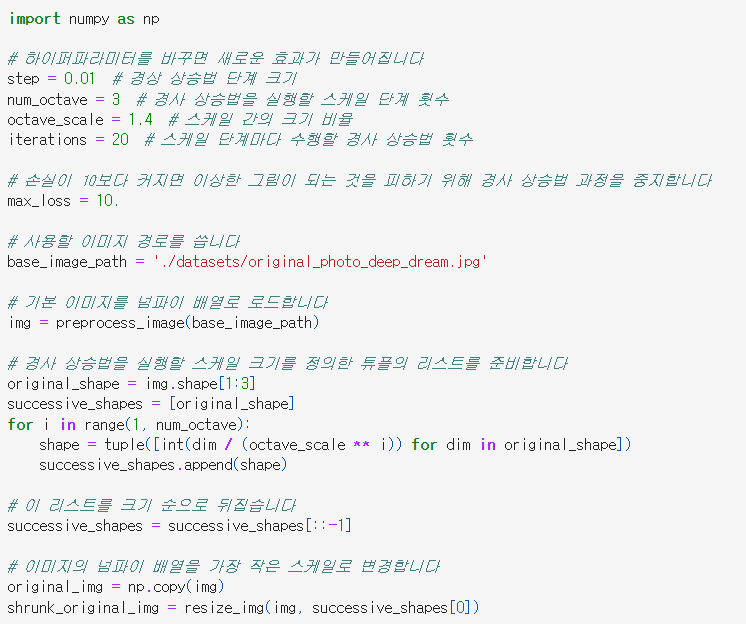 import numpy as np
# 하이퍼파라미터를 바꾸면 새로운 효과가 만들어집니다
step = 0.01  # 경상 상승법 단계 크기
num_octave = 3  # 경사 상승법을 실행할 스케일 단계 횟수
octave_scale = 1.4  # 스케일 간의 크기 비율
iterations = 20  # 스케일 단계마다 수행할 경사 상승법 횟수
# 손실이 10보다 커지면 이상한 그림이 되는 것을 피하기 위해 경사 상승법 과정을 중지합니다
max_loss = 10.
# 사용할 이미지 경로를 씁니다
base_image_path = './datasets/original_photo_deep_dream.jpg'
# 기본 이미지를 넘파이 배열로 로드합니다
img = preprocess_image(base_image_path)
# 경사 상승법을 실행할 스케일 크기를 정의한 튜플의 리스트를 준비합니다
original_shape = img.shape[1:3]
successive_shapes = [original_shape]
for i in range(1, num_octave):
    shape = tuple([int(dim / (octave_scale ** i)) for dim in original_shape])
    successive_shapes.append(shape)
# 이 리스트를 크기 순으로 뒤집습니다
successive_shapes = successive_shapes[::-1]
# 이미지의 넘파이 배열을 가장 작은 스케일로 변경합니다
original_img = np.copy(img)
shrunk_original_img = resize_img(img, successive_shapes[0])